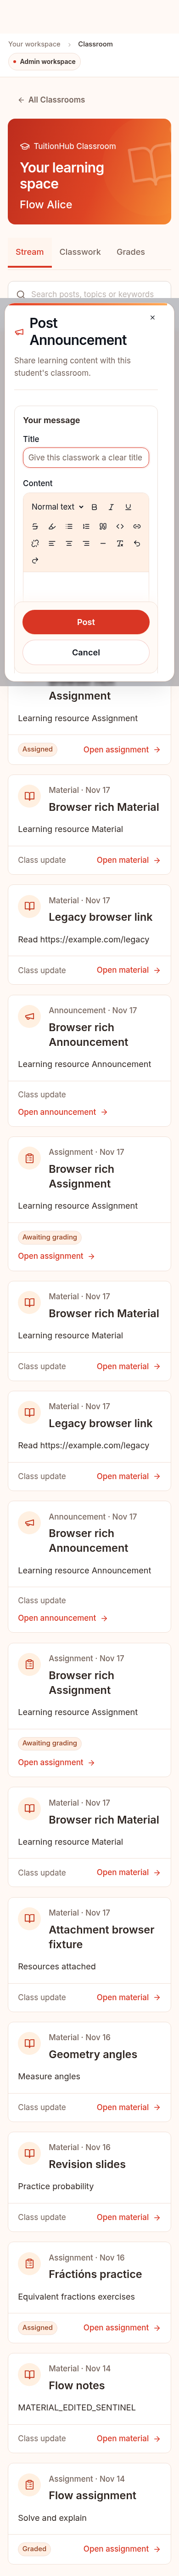 Your workspace › Classroom
Admin workspace
← All Classrooms
TuitionHub Classroom
Your learning
space
Flow Alice
Stream Classwork Grades
Search posts, topics or keywords
×
Post
Announcement
Share learning content with this
student's classroom.
Your message
Title
Give this classwork a clear title
Content
Normal text B I U
Post
Cancel
Assignment
Learning resource Assignment
Assigned Open assignment →
Material · Nov 17
Browser rich Material
Learning resource Material
Class update Open material →
Material · Nov 17
Legacy browser link
Read https://example.com/legacy
Class update Open material →
Announcement · Nov 17
Browser rich
Announcement
Learning resource Announcement
Class update
Open announcement →
Assignment · Nov 17
Browser rich
Assignment
Learning resource Assignment
Awaiting grading
Open assignment →
Material · Nov 17
Browser rich Material
Learning resource Material
Class update Open material →
Material · Nov 17
Legacy browser link
Read https://example.com/legacy
Class update Open material →
Announcement · Nov 17
Browser rich
Announcement
Learning resource Announcement
Class update
Open announcement →
Assignment · Nov 17
Browser rich
Assignment
Learning resource Assignment
Awaiting grading
Open assignment →
Material · Nov 17
Browser rich Material
Learning resource Material
Class update Open material →
Material · Nov 17
Attachment browser
fixture
Resources attached
Class update Open material →
Material · Nov 16
Geometry angles
Measure angles
Class update Open material →
Material · Nov 16
Revision slides
Practice probability
Class update Open material →
Assignment · Nov 16
Fráctións practice
Equivalent fractions exercises
Assigned Open assignment →
Material · Nov 14
Flow notes
MATERIAL_EDITED_SENTINEL
Class update Open material →
Assignment · Nov 14
Flow assignment
Solve and explain
Graded Open assignment →